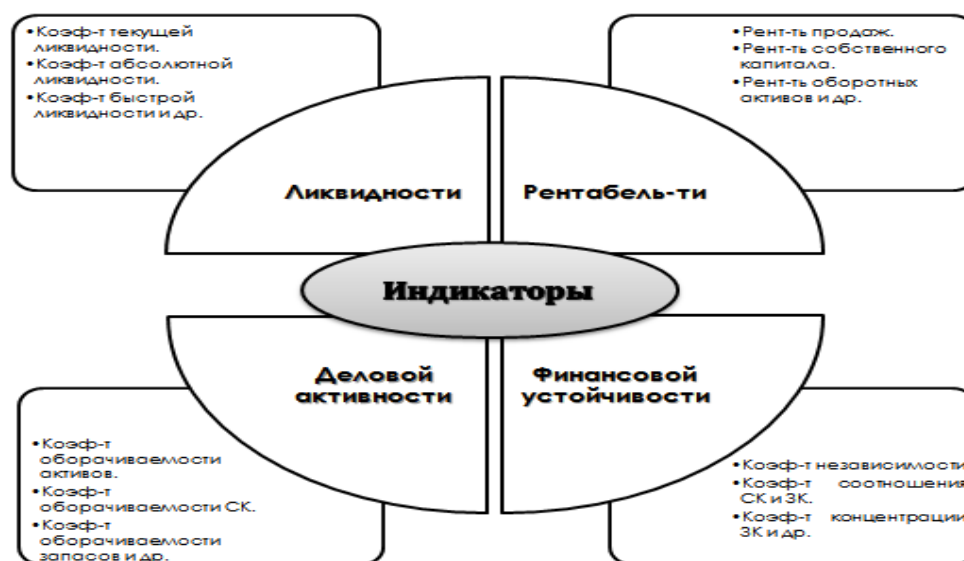 •Коэф-т текущей
ликвидности.
•Коэф-т абсолютной
ликвидности.
•Коэф-т быстрой
ликвидности и др.
•Рент-ть продаж.
•Рент-ть собственного
капитала.
•Рент-ть оборотных
активов и др.
Ликвидности
Рентабель-ти
Индикаторы
Деловой
активности
Финансовой
устойчивости
•Коэф-т
оборачиваемости
активов.
•Коэф-т
оборачиваемости СК.
•Коэф-т
оборачиваемости
запасов и др.
•Коэф-т независимости.
•Коэф-т соотношения
СК и ЗК.
•Коэф-т концентрации
ЗК и др.